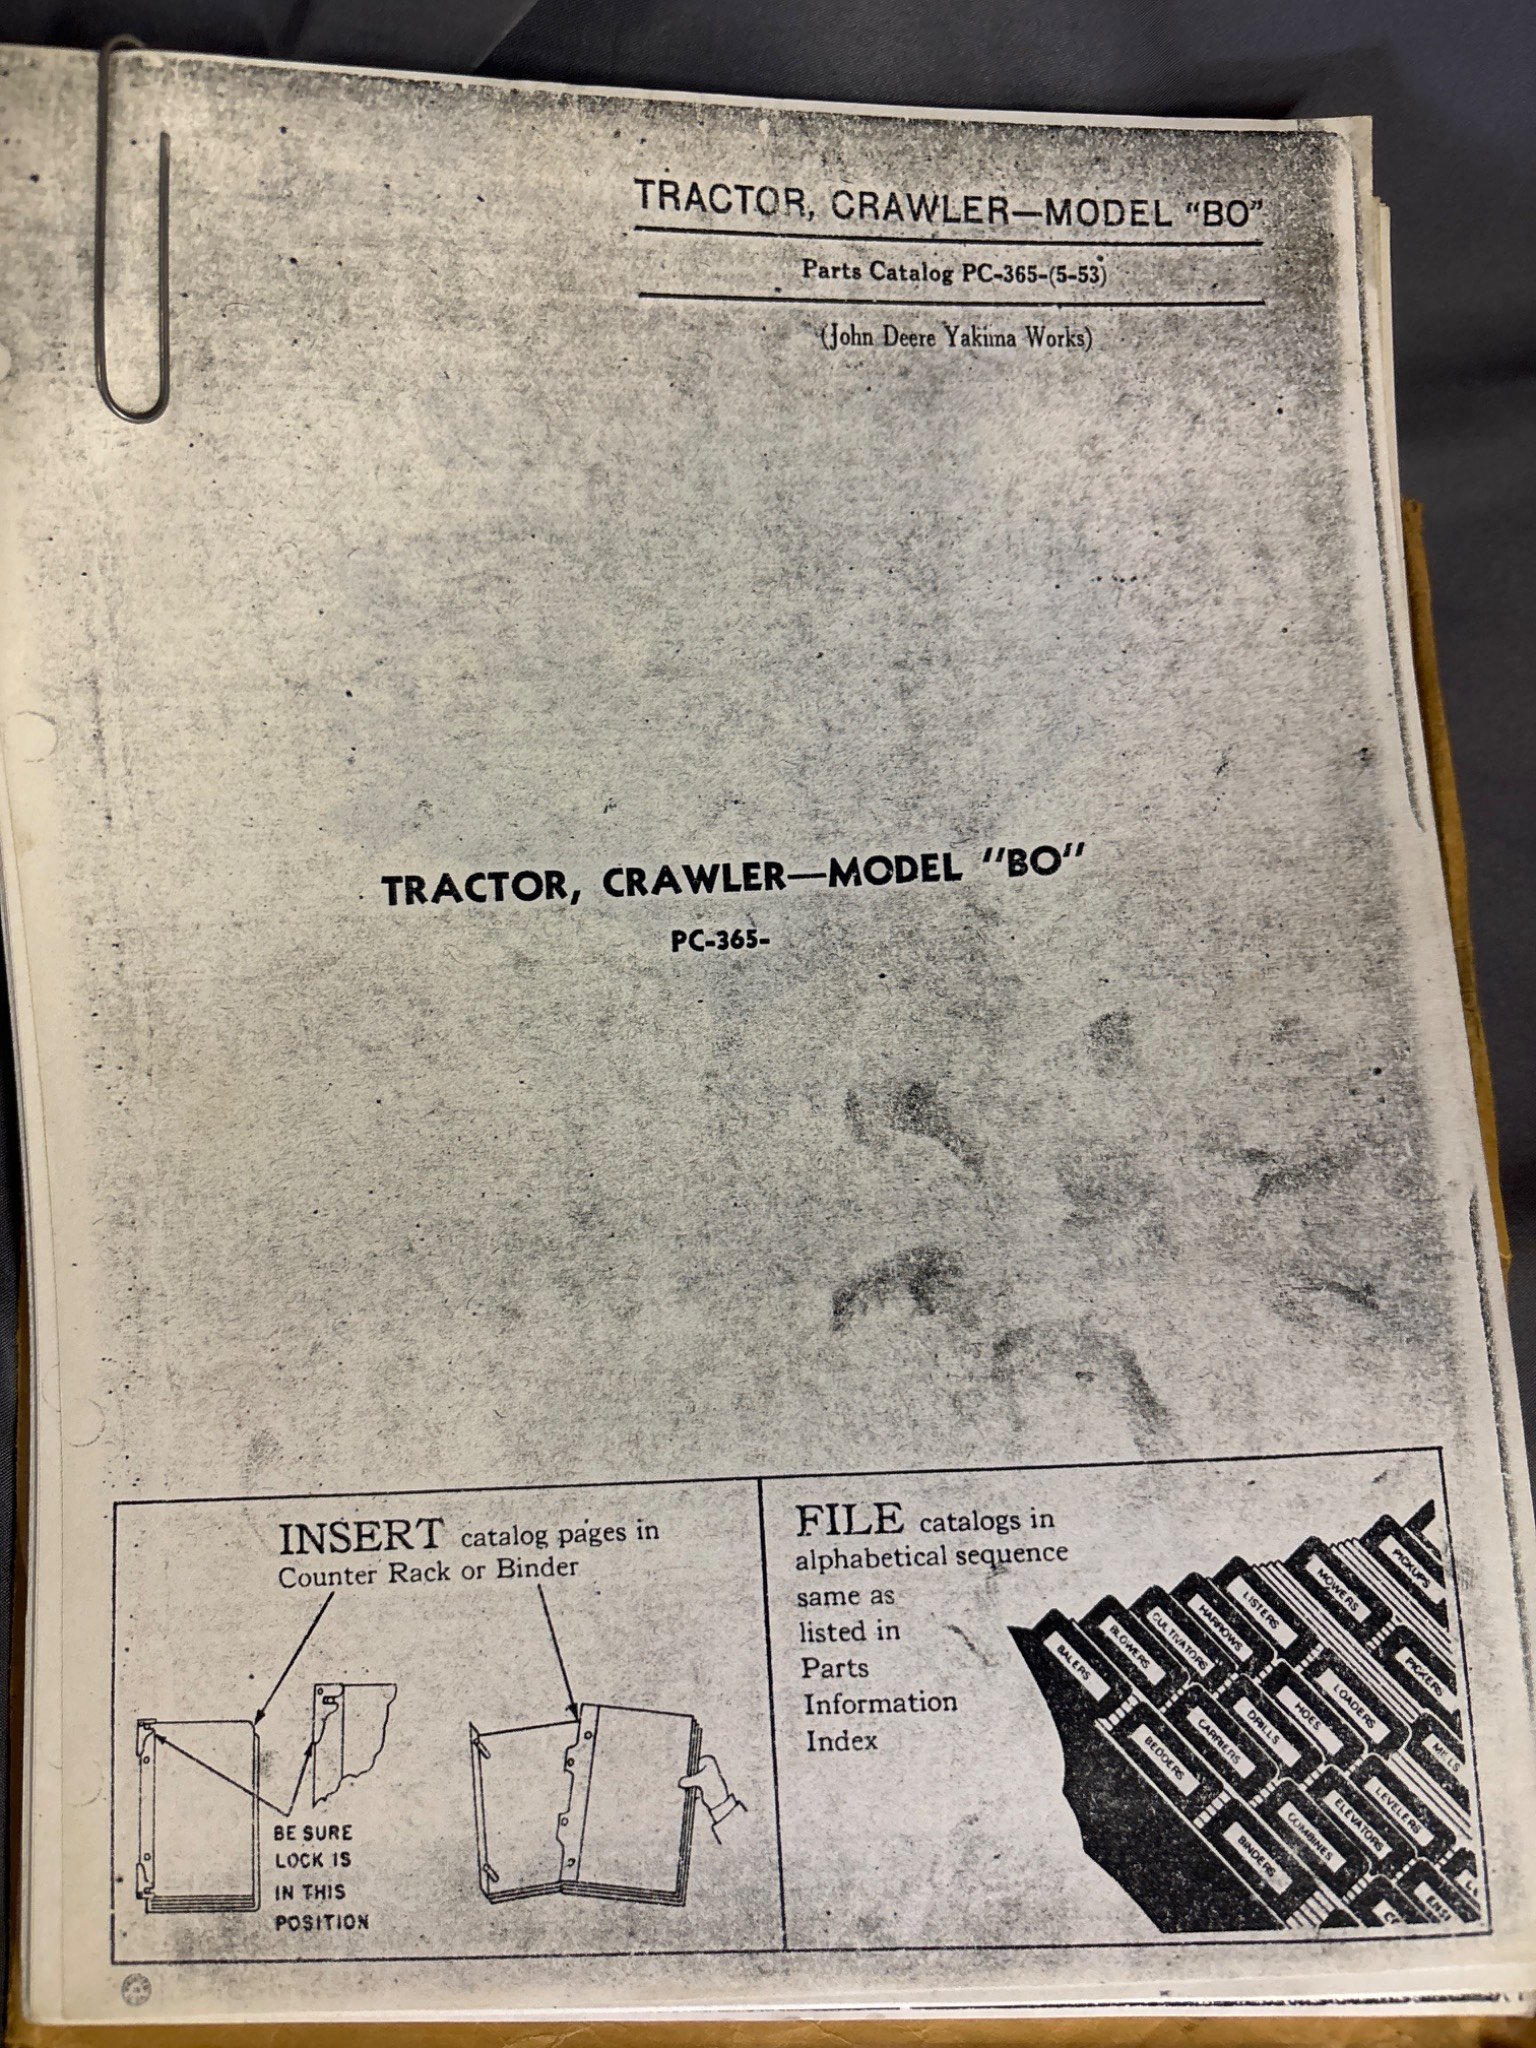 TRACTOR, CRAWLER—MODEL "BO"
Parts Catalog PC-365-(5-53)
(John Deere Yakima Works)
TRACTOR, CRAWLER—MODEL "BO"
PC-365-
INSERT catalog pages in
Counter Rack or Binder
BE SURE
LOCK IS
IN THIS
POSITION
FILE catalogs in
alphabetical sequence
same as
listed in
Parts
Information
Index
BALERS
BLOWERS
CULTIVATORS
HARROWS
LISTERS
MOWERS
PICKUPS
BEDDERS
CARRIERS
DRILLS
HOES
LOADERS
PICKERS
BINDERS
COMBINES
ELEVATORS
LEVELERS
MILLS